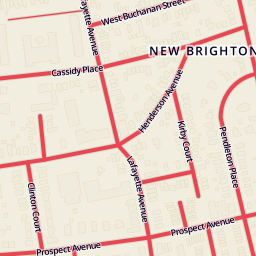 West Buchanan Street
Lafayette Avenue
NEW BRIGHTON
Cassidy Place
Henderson Avenue
Kirby Court
Pendleton Place
Lafayette Avenue
Clinton Court
Prospect Avenue
Prospect Avenue